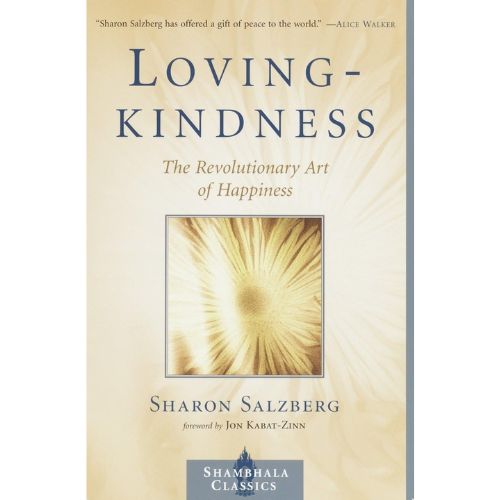 "Sharon Salzberg has offered a gift of peace to the world." —Alice Walker
Loving-
kindness
The Revolutionary Art
of Happiness
Sharon Salzberg
foreword by Jon Kabat-Zinn
Shambhala
Classics